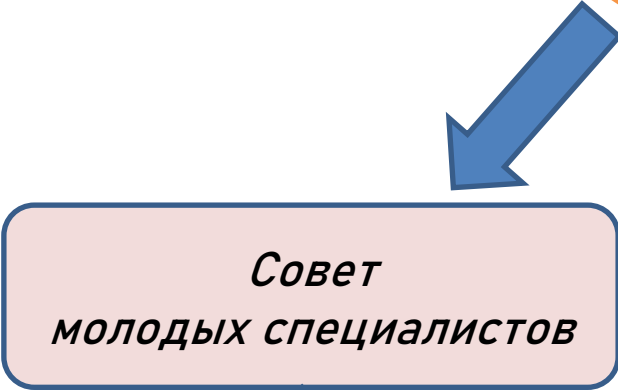 Совет
молодых специалистов